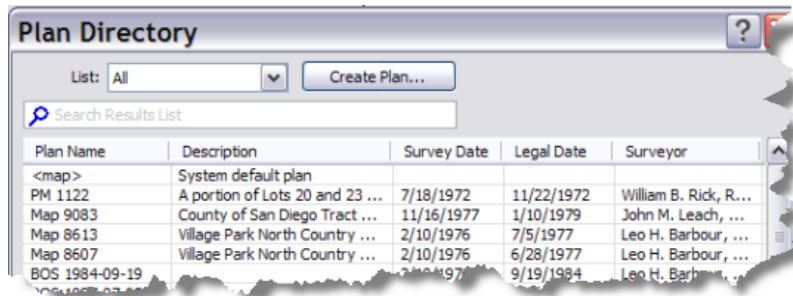 Plan Directory ?
List: All Create Plan...
Search Results List
Plan Name Description Survey Date Legal Date Surveyor
<map> System default plan
PM 1122 A portion of Lots 20 and 23 ... 7/18/1972 11/22/1972 William B. Rick, R...
Map 9083 County of San Diego Tract ... 11/16/1977 1/10/1979 John M. Leach, ...
Map 8613 Village Park North Country ... 2/10/1976 7/5/1977 Leo H. Barbour, ...
Map 8607 Village Park North Country ... 2/10/1976 6/28/1977 Leo H. Barbour, ...
BOS 1984-09-19 9/19/1984 Leo H. Barbour, ...